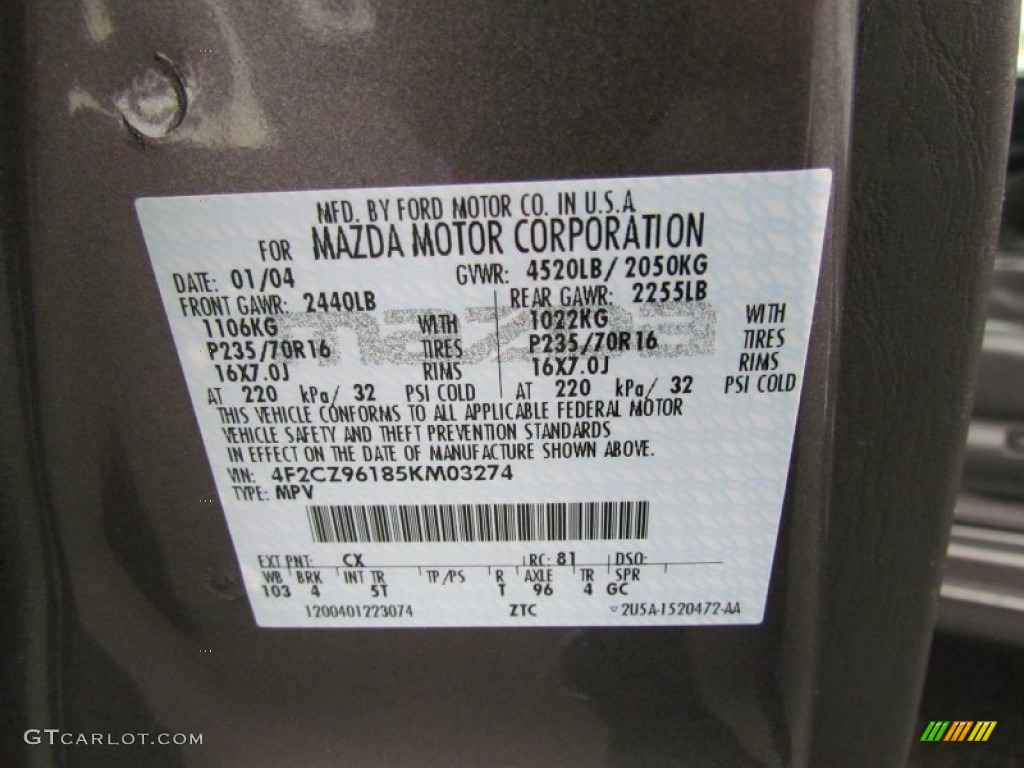 MFD. BY FORD MOTOR CO. IN U.S.A
FOR MAZDA MOTOR CORPORATION
DATE: 01/04 GVWR: 4520LB/2050KG
FRONT GAWR: 2440LB REAR GAWR: 2255LB
1106KG WITH 1022KG WITH
P235/70R16 TIRES P235/70R16 TIRES
16X7.0J RIMS 16X7.0J RIMS
AT 220 kPa/ 32 PSI COLD AT 220 kPa/ 32 PSI COLD
mazda
THIS VEHICLE CONFORMS TO ALL APPLICABLE FEDERAL MOTOR
VEHICLE SAFETY AND THEFT PREVENTION STANDARDS
IN EFFECT ON THE DATE OF MANUFACTURE SHOWN ABOVE.
VIN: 4F2CZ96185KM03274
TYPE: MPV
EXT PNT: CX RC: 81 DSO:
WB BRK INT TR TP/PS R AXLE TR SPR
103 4 5T T 96 4 GC
1200401223074 ZTC 2U5A-1520472-AA
GTCARLOT.COM